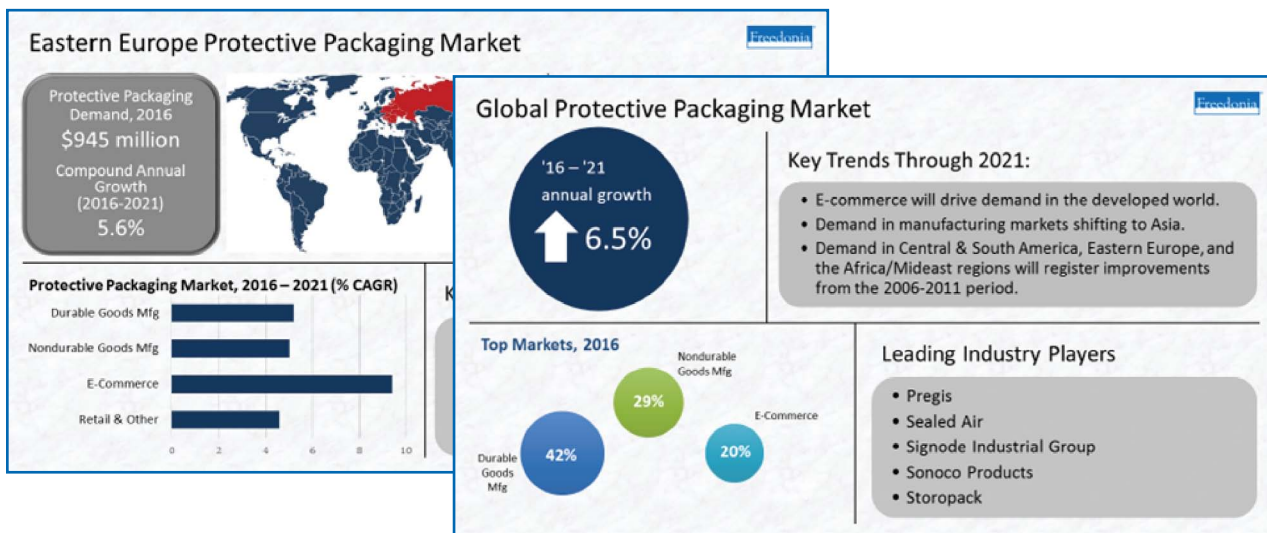 Eastern Europe Protective Packaging Market
Freedonia
Protective Packaging
Demand, 2016
$945 million
Compound Annual
Growth
(2016-2021)
5.6%
Protective Packaging Market, 2016 – 2021 (% CAGR)
Durable Goods Mfg
Nondurable Goods Mfg
E-Commerce
Retail & Other
0 2 4 6 8 10
Global Protective Packaging Market
Freedonia
'16 – '21
annual growth
6.5%
Key Trends Through 2021:
• E-commerce will drive demand in the developed world.
• Demand in manufacturing markets shifting to Asia.
• Demand in Central & South America, Eastern Europe, and
the Africa/Mideast regions will register improvements
from the 2006-2011 period.
Top Markets, 2016
Nondurable
Goods Mfg
29%
E-Commerce
20%
Durable
Goods
Mfg
42%
Leading Industry Players
• Pregis
• Sealed Air
• Signode Industrial Group
• Sonoco Products
• Storopack